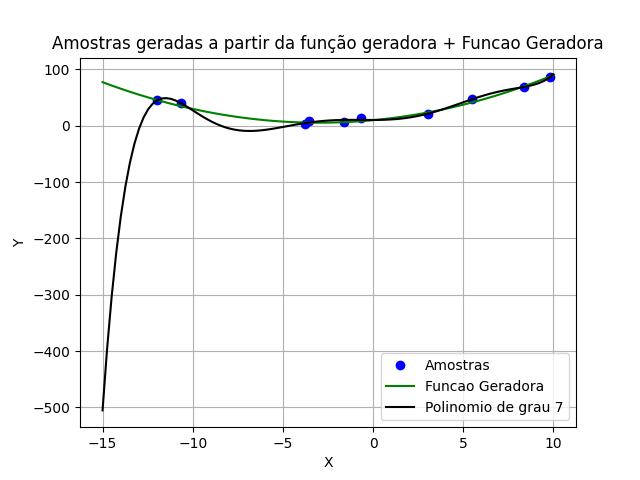 Amostras geradas a partir da função geradora + Funcao Geradora
100
0
−100
−200
−300
−400
−500
Y
−15
−10
−5
0
5
10
X
Amostras
Funcao Geradora
Polinomio de grau 7